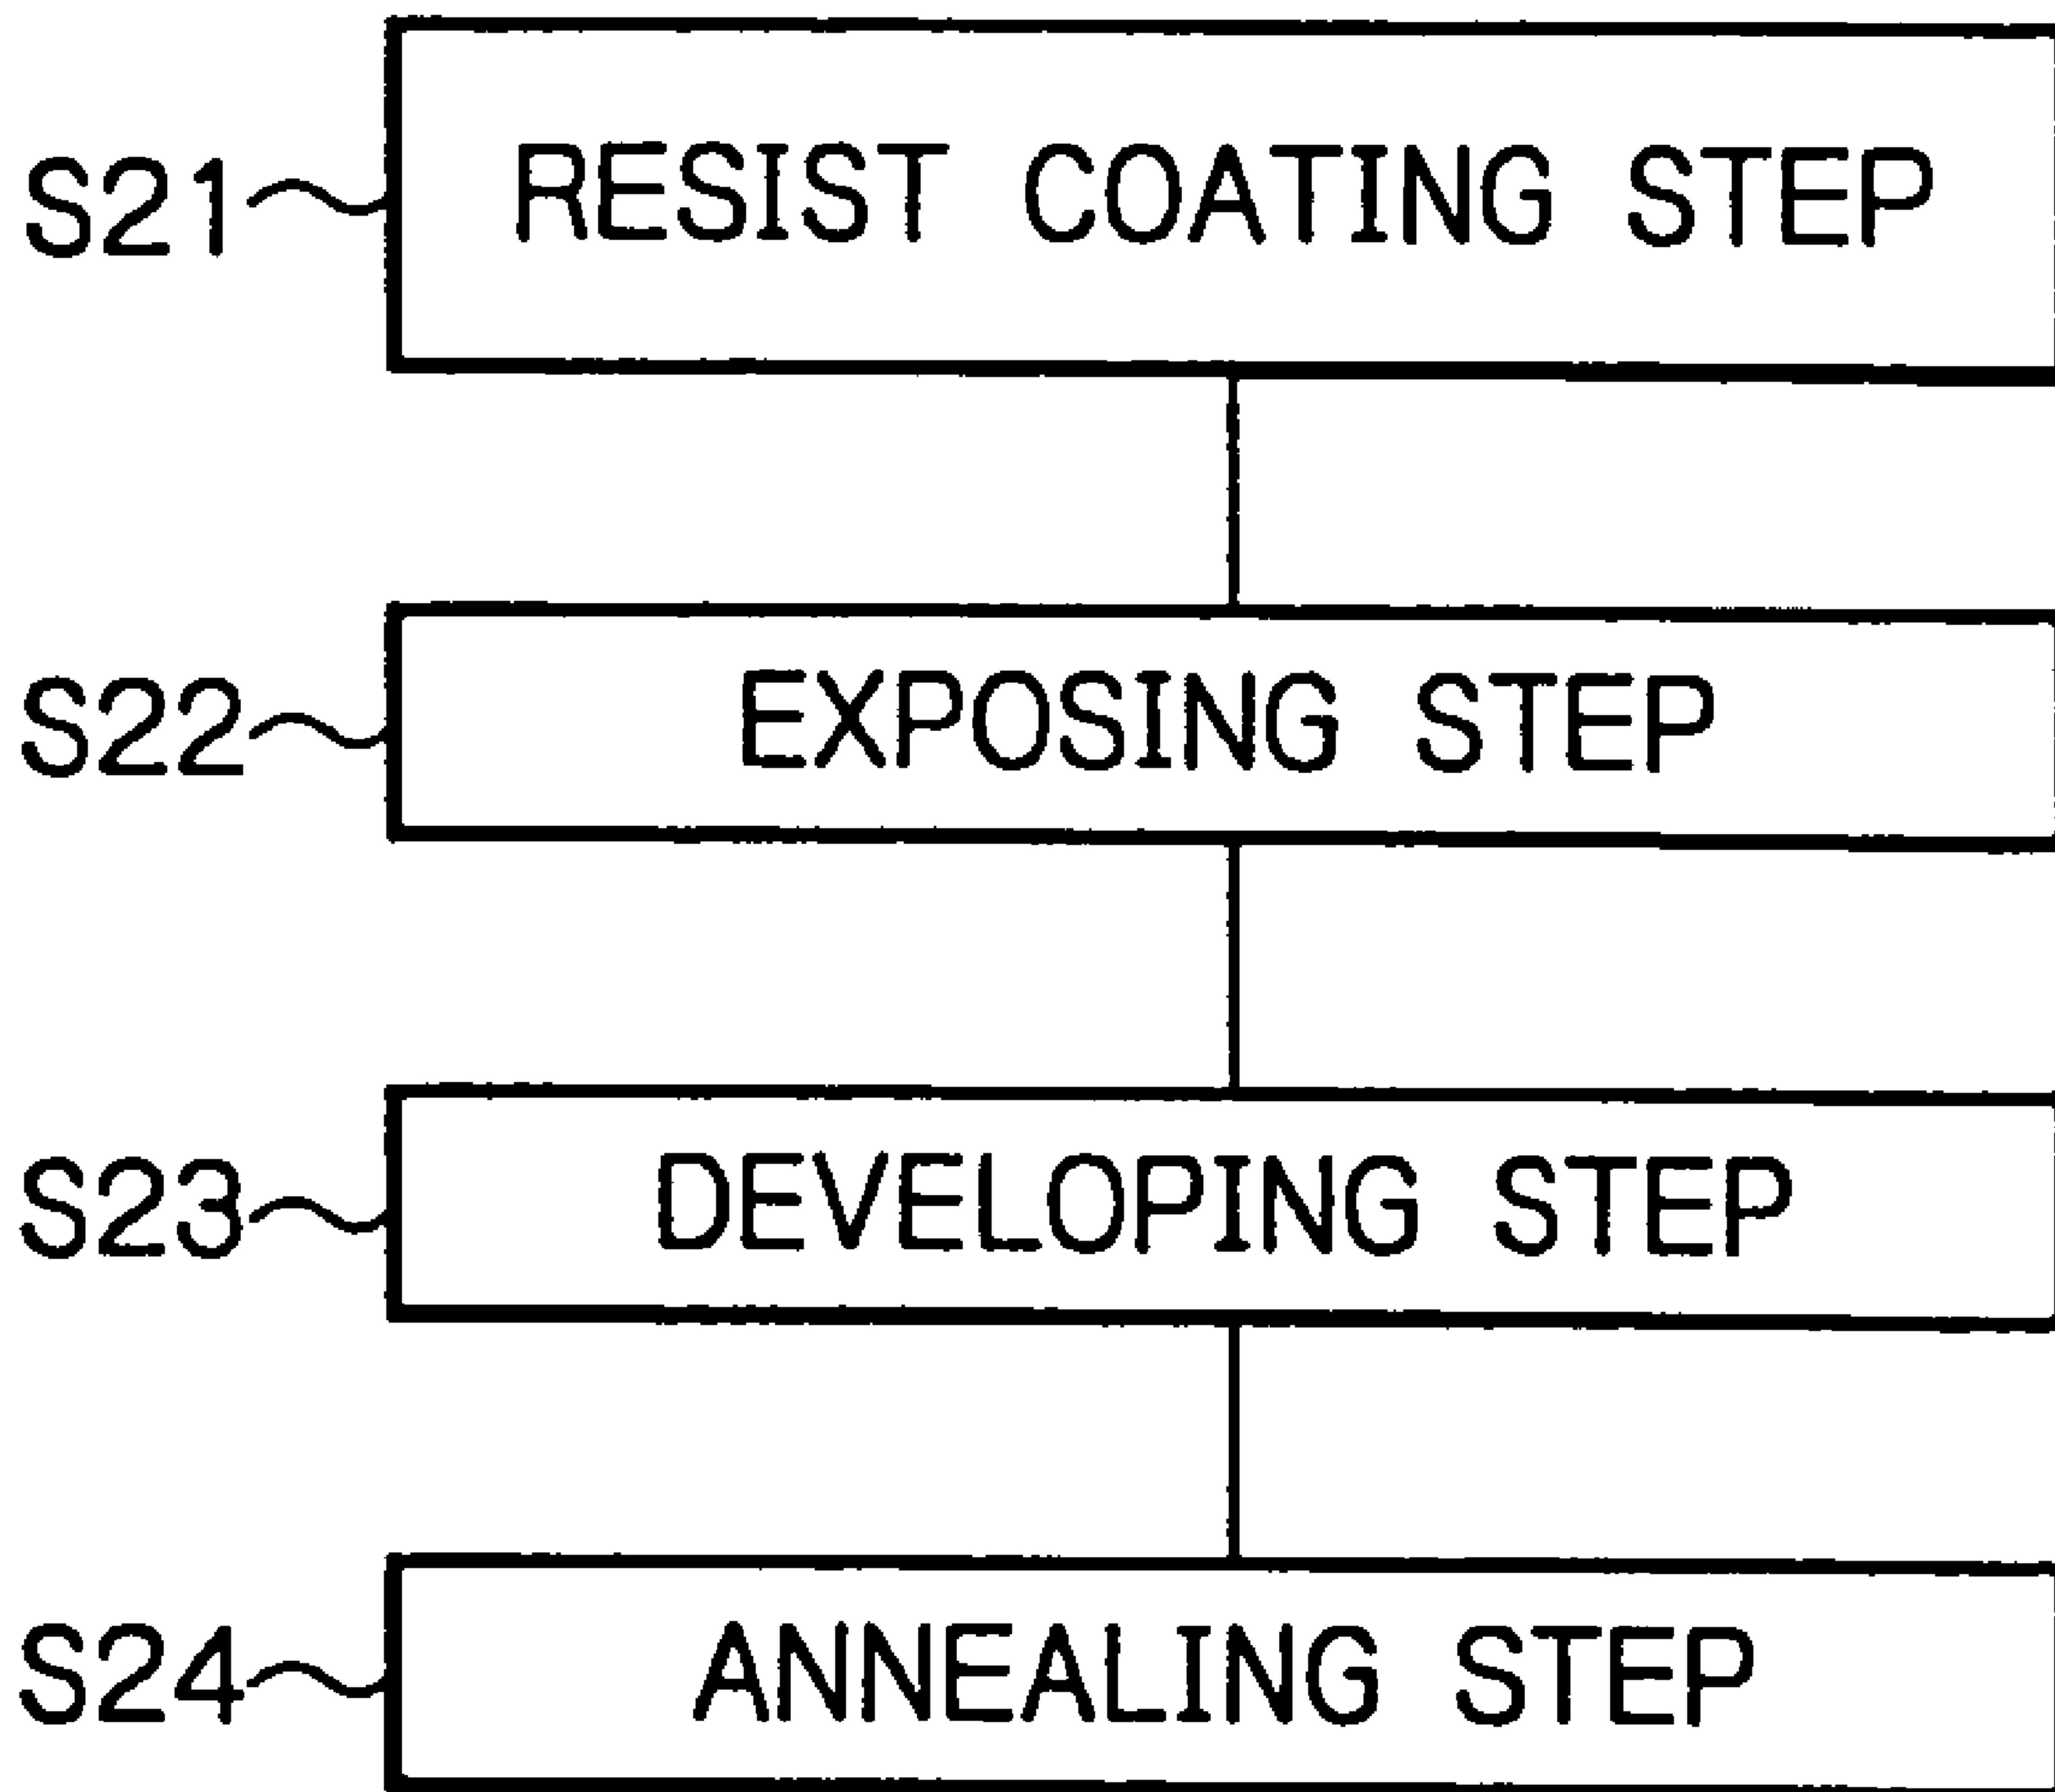 S21 RESIST COATING STEP
S22 EXPOSING STEP
S23 DEVELOPING STEP
S24 ANNEALING STEP